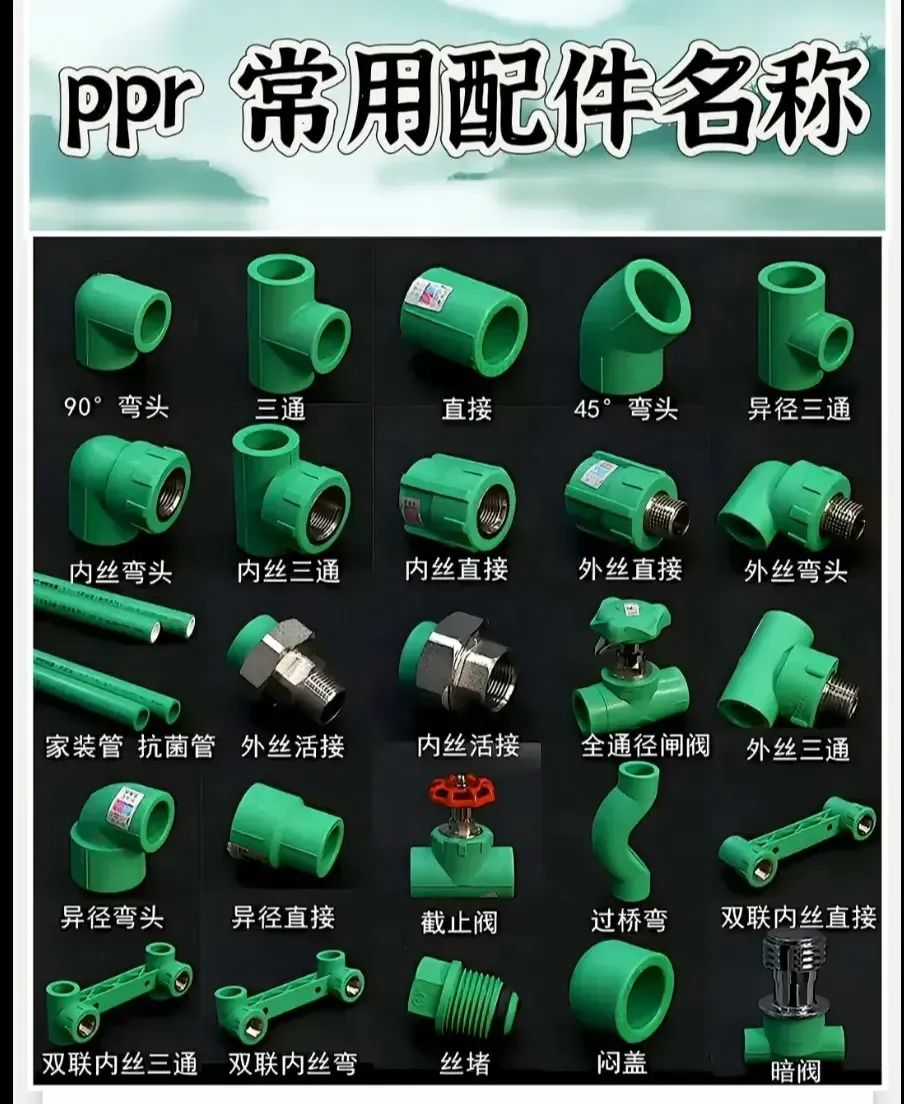 ppr 常用配件名称
90°弯头 三通 直接 45°弯头 异径三通
内丝弯头 内丝三通 内丝直接 外丝直接 外丝弯头
家装管 抗菌管 外丝活接 内丝活接 全通径闸阀 外丝三通
异径弯头 异径直接 截止阀 过桥弯 双联内丝直接
双联内丝三通 双联内丝弯 丝堵 闷盖 暗阀